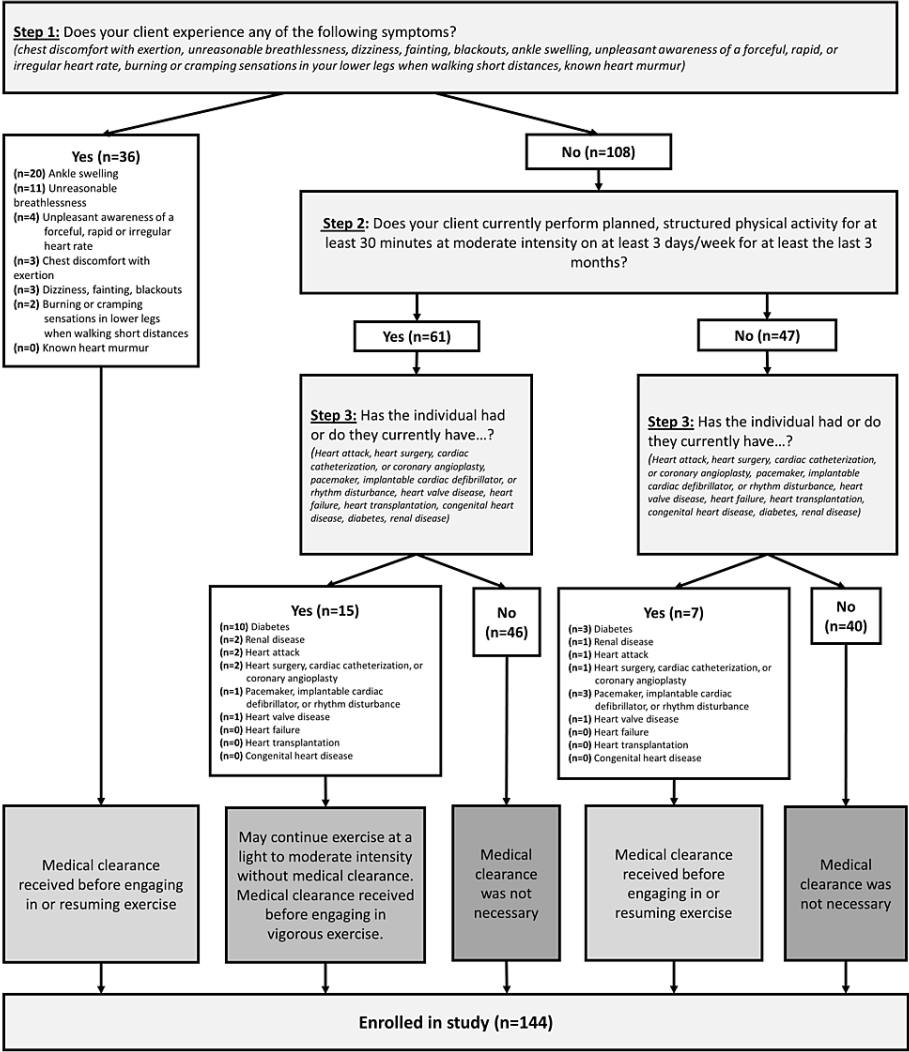 Step 1: Does your client experience any of the following symptoms?
(chest discomfort with exertion, unreasonable breathlessness, dizziness, fainting, blackouts, ankle swelling, unpleasant awareness of a forceful, rapid, or
irregular heart rate, burning or cramping sensations in your lower legs when walking short distances, known heart murmur)
Yes (n=36)
(n=20) Ankle swelling
(n=11) Unreasonable
breathlessness
(n=4) Unpleasant awareness of a
forceful, rapid or irregular
heart rate
(n=3) Chest discomfort with
exertion
(n=3) Dizziness, fainting, blackouts
(n=2) Burning or cramping
sensations in lower legs
when walking short distances
(n=0) Known heart murmur
No (n=108)
Step 2: Does your client currently perform planned, structured physical activity for at
least 30 minutes at moderate intensity on at least 3 days/week for at least the last 3
months?
Yes (n=61)
No (n=47)
Step 3: Has the individual had
or do they currently have...?
(Heart attack, heart surgery, cardiac
catheterization, or coronary angioplasty,
pacemaker, implantable cardiac defibrillator, or
rhythm disturbance, heart valve disease, heart
failure, heart transplantation, congenital heart
disease, diabetes, renal disease)
Step 3: Has the individual had or do
they currently have...?
(Heart attack, heart surgery, cardiac catheterization,
or coronary angioplasty, pacemaker, implantable
cardiac defibrillator, or rhythm disturbance, heart
valve disease, heart failure, heart transplantation,
congenital heart disease, diabetes, renal disease)
Yes (n=15)
(n=10) Diabetes
(n=2) Renal disease
(n=2) Heart attack
(n=2) Heart surgery, cardiac catheterization, or
coronary angioplasty
(n=1) Pacemaker, implantable cardiac
defibrillator, or rhythm disturbance
(n=1) Heart valve disease
(n=0) Heart failure
(n=0) Heart transplantation
(n=0) Congenital heart disease
No
(n=46)
Yes (n=7)
(n=3) Diabetes
(n=1) Renal disease
(n=1) Heart attack
(n=1) Heart surgery, cardiac catheterization, or
coronary angioplasty
(n=3) Pacemaker, implantable cardiac
defibrillator, or rhythm disturbance
(n=1) Heart valve disease
(n=0) Heart failure
(n=0) Heart transplantation
(n=0) Congenital heart disease
No
(n=40)
Medical clearance
received before engaging
in or resuming exercise
May continue exercise at a
light to moderate intensity
without medical clearance.
Medical clearance received
before engaging in
vigorous exercise.
Medical
clearance
was not
necessary
Medical clearance
received before
engaging in or
resuming exercise
Medical
clearance was
not necessary
Enrolled in study (n=144)